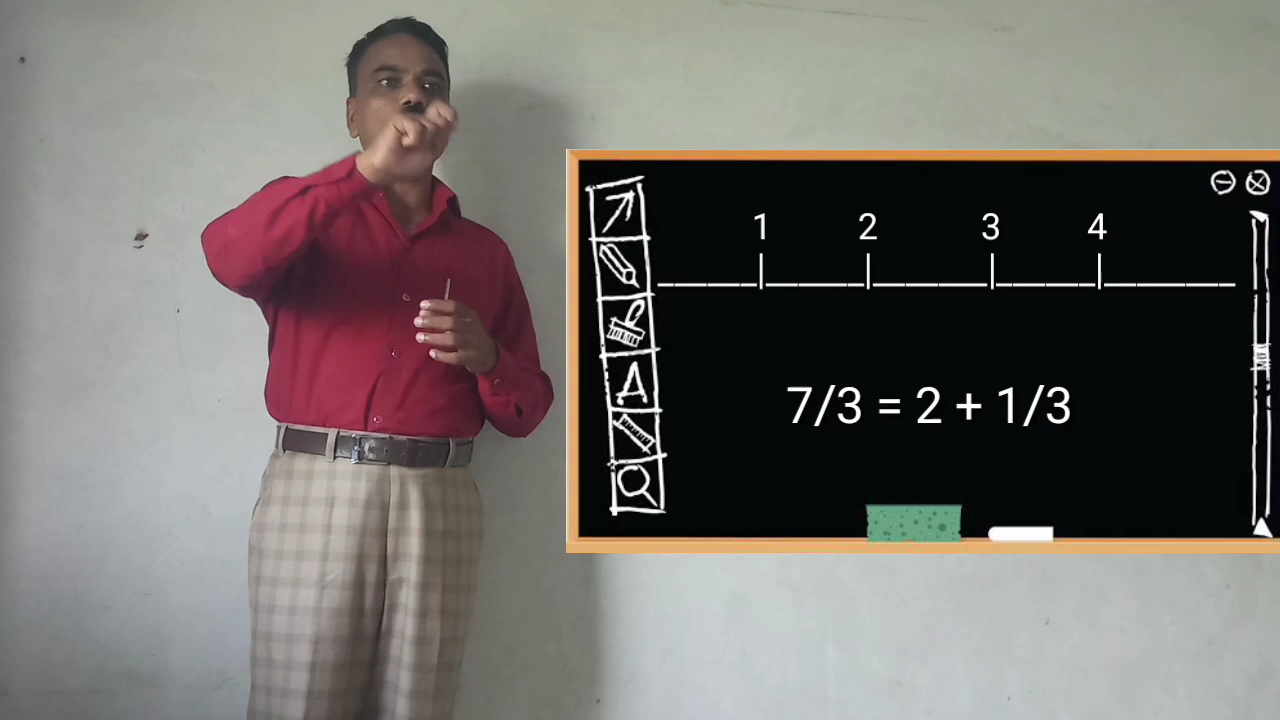 1 2 3 4
7/3 = 2 + 1/3